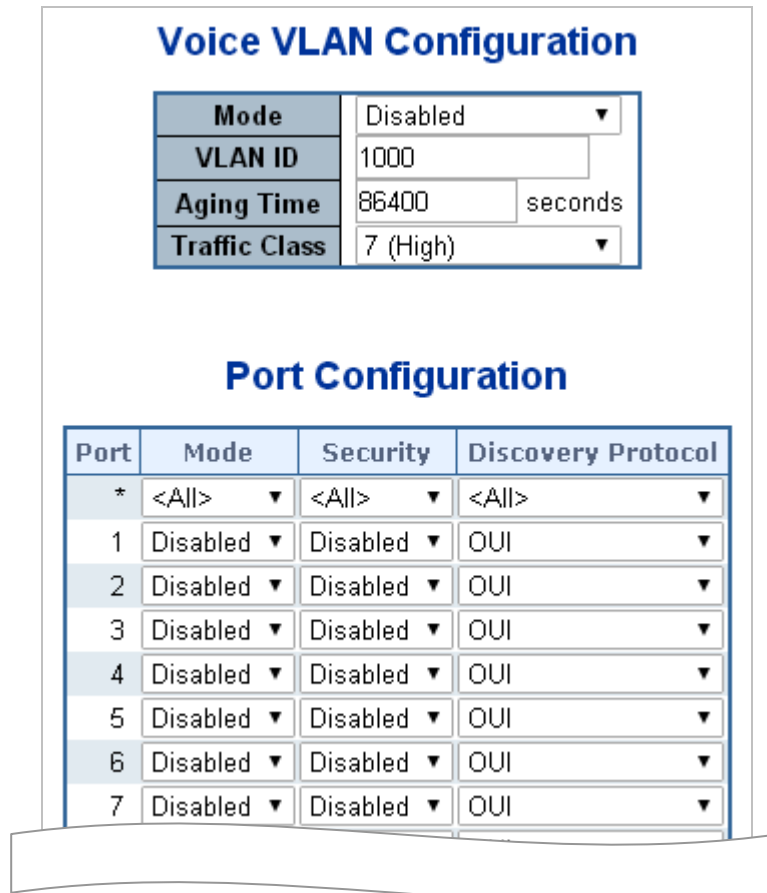 Voice VLAN Configuration
Mode Disabled
VLAN ID 1000
Aging Time 86400 seconds
Traffic Class 7 (High)
Port Configuration
Port Mode Security Discovery Protocol
* <All> <All> <All>
1 Disabled Disabled OUI
2 Disabled Disabled OUI
3 Disabled Disabled OUI
4 Disabled Disabled OUI
5 Disabled Disabled OUI
6 Disabled Disabled OUI
7 Disabled Disabled OUI